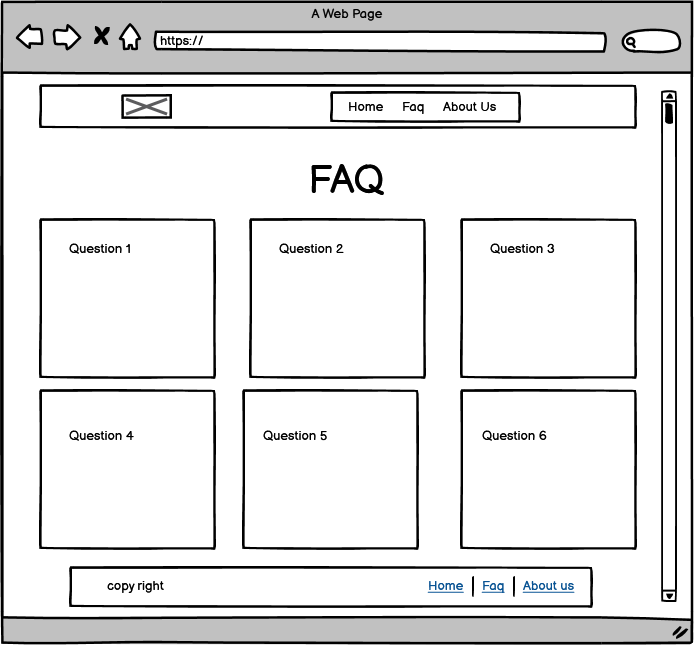 A Web Page
https://
Home Faq About Us
FAQ
Question 1 Question 2 Question 3
Question 4 Question 5 Question 6
copy right Home Faq About us